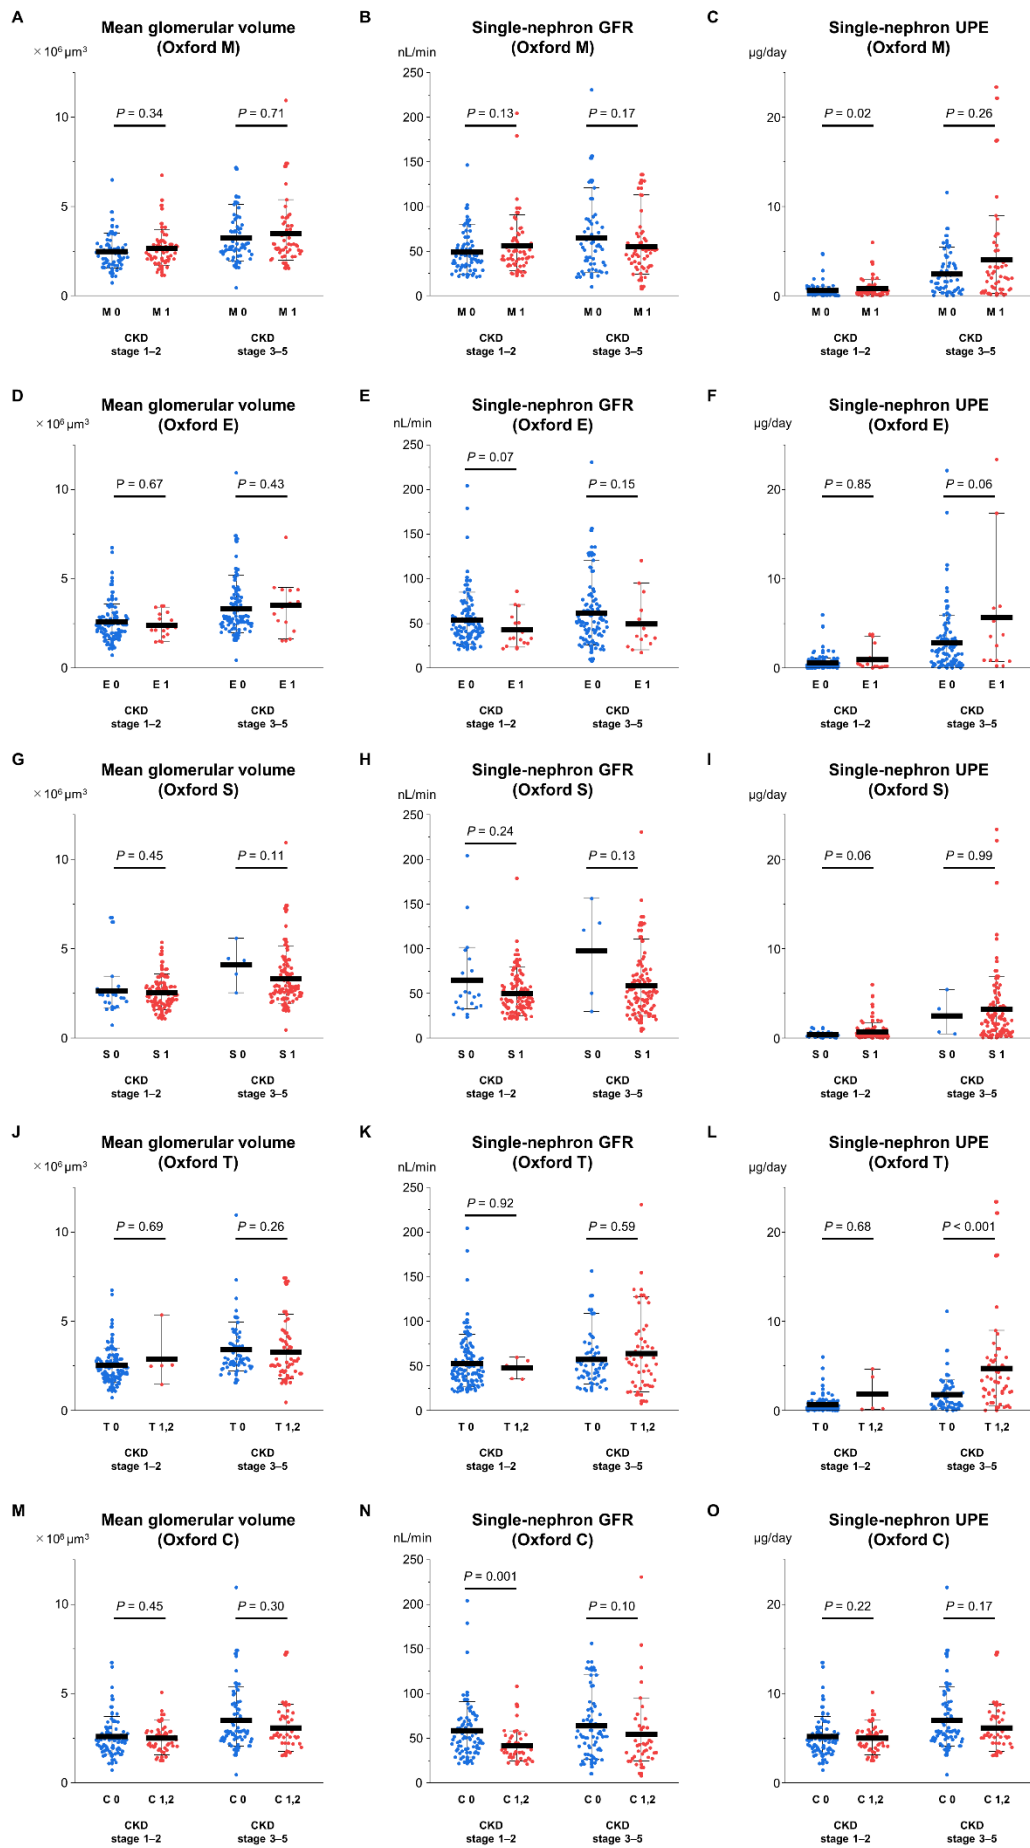 A
Mean glomerular volume
(Oxford M)
× 10⁶ µm³
10
5
0
P = 0.34
P = 0.71
M 0
M 1
M 0
M 1
CKD
stage 1–2
CKD
stage 3–5
B
Single-nephron GFR
(Oxford M)
nL/min
250
200
150
100
50
0
P = 0.13
P = 0.17
M 0
M 1
M 0
M 1
CKD
stage 1–2
CKD
stage 3–5
C
Single-nephron UPE
(Oxford M)
µg/day
20
10
0
P = 0.02
P = 0.26
M 0
M 1
M 0
M 1
CKD
stage 1–2
CKD
stage 3–5
D
Mean glomerular volume
(Oxford E)
× 10⁶ µm³
10
5
0
P = 0.67
P = 0.43
E 0
E 1
E 0
E 1
CKD
stage 1–2
CKD
stage 3–5
E
Single-nephron GFR
(Oxford E)
nL/min
250
200
150
100
50
0
P = 0.07
P = 0.15
E 0
E 1
E 0
E 1
CKD
stage 1–2
CKD
stage 3–5
F
Single-nephron UPE
(Oxford E)
µg/day
20
10
0
P = 0.85
P = 0.06
E 0
E 1
E 0
E 1
CKD
stage 1–2
CKD
stage 3–5
G
Mean glomerular volume
(Oxford S)
× 10⁶ µm³
10
5
0
P = 0.45
P = 0.11
S 0
S 1
S 0
S 1
CKD
stage 1–2
CKD
stage 3–5
H
Single-nephron GFR
(Oxford S)
nL/min
250
200
150
100
50
0
P = 0.24
P = 0.13
S 0
S 1
S 0
S 1
CKD
stage 1–2
CKD
stage 3–5
I
Single-nephron UPE
(Oxford S)
µg/day
20
10
0
P = 0.06
P = 0.99
S 0
S 1
S 0
S 1
CKD
stage 1–2
CKD
stage 3–5
J
Mean glomerular volume
(Oxford T)
× 10⁶ µm³
10
5
0
P = 0.69
P = 0.26
T 0
T 1,2
T 0
T 1,2
CKD
stage 1–2
CKD
stage 3–5
K
Single-nephron GFR
(Oxford T)
nL/min
250
200
150
100
50
0
P = 0.92
P = 0.59
T 0
T 1,2
T 0
T 1,2
CKD
stage 1–2
CKD
stage 3–5
L
Single-nephron UPE
(Oxford T)
µg/day
20
10
0
P = 0.68
P < 0.001
T 0
T 1,2
T 0
T 1,2
CKD
stage 1–2
CKD
stage 3–5
M
Mean glomerular volume
(Oxford C)
× 10⁶ µm³
10
5
0
P = 0.45
P = 0.30
C 0
C 1,2
C 0
C 1,2
CKD
stage 1–2
CKD
stage 3–5
N
Single-nephron GFR
(Oxford C)
nL/min
250
200
150
100
50
0
P = 0.001
P = 0.10
C 0
C 1,2
C 0
C 1,2
CKD
stage 1–2
CKD
stage 3–5
O
Single-nephron UPE
(Oxford C)
µg/day
20
10
0
P = 0.22
P = 0.17
C 0
C 1,2
C 0
C 1,2
CKD
stage 1–2
CKD
stage 3–5